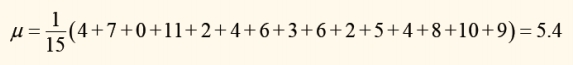 μ = 1/15 (4+7+0+11+2+4+6+3+6+2+5+4+8+10+9) = 5.4